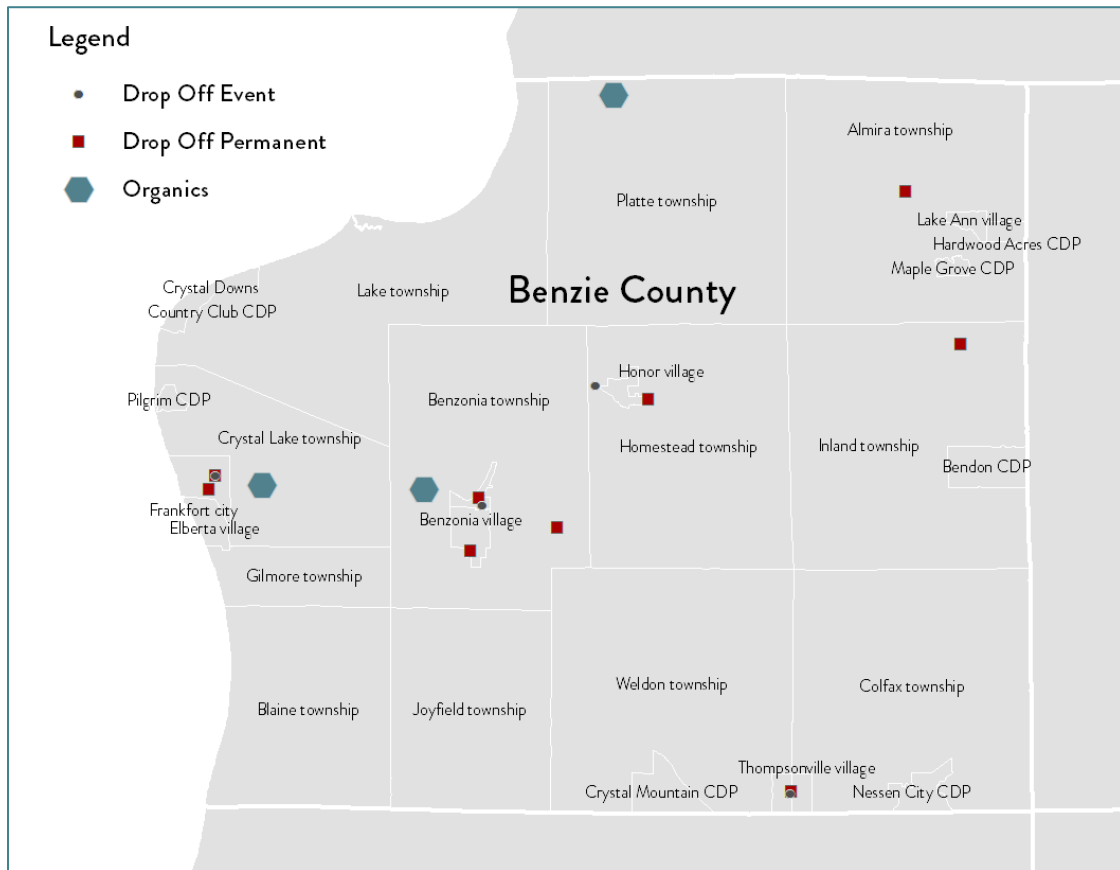 Legend
Drop Off Event
Drop Off Permanent
Organics
Almira township
Platte township
Lake Ann village
Hardwood Acres CDP
Maple Grove CDP
Crystal Downs
Country Club CDP
Lake township
Benzie County
Honor village
Pilgrim CDP
Benzonia township
Crystal Lake township
Homestead township
Inland township
Bendon CDP
Frankfort city
Elberta village
Benzonia village
Gilmore township
Weldon township
Colfax township
Blaine township
Joyfield township
Thompsonville village
Crystal Mountain CDP
Nessen City CDP